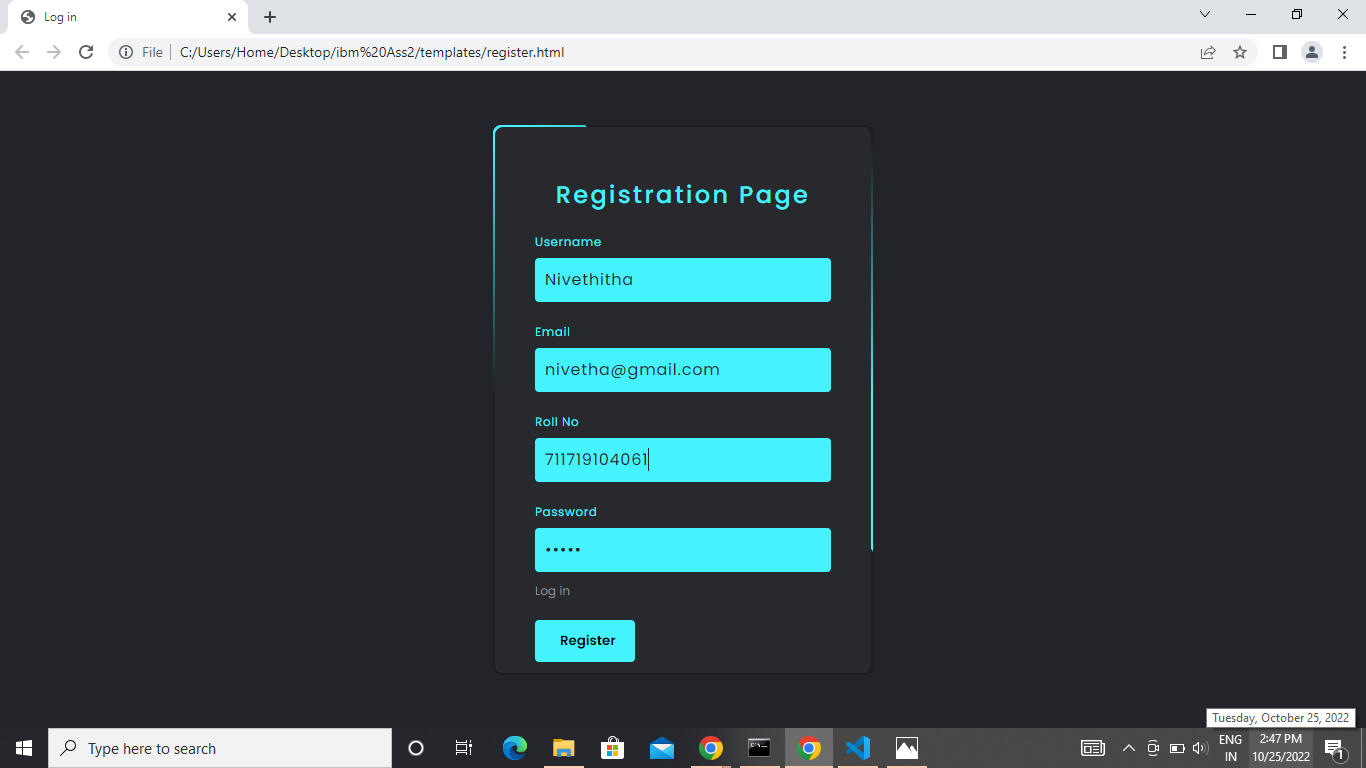 Log in
File
C:/Users/Home/Desktop/ibm%20Ass2/templates/register.html
Registration Page
Username
Nivethitha
Email
nivetha@gmail.com
Roll No
711719104061
Password
•••••
Log in
Register
Tuesday, October 25, 2022
Type here to search
ENG
IN
2:47 PM
10/25/2022
1